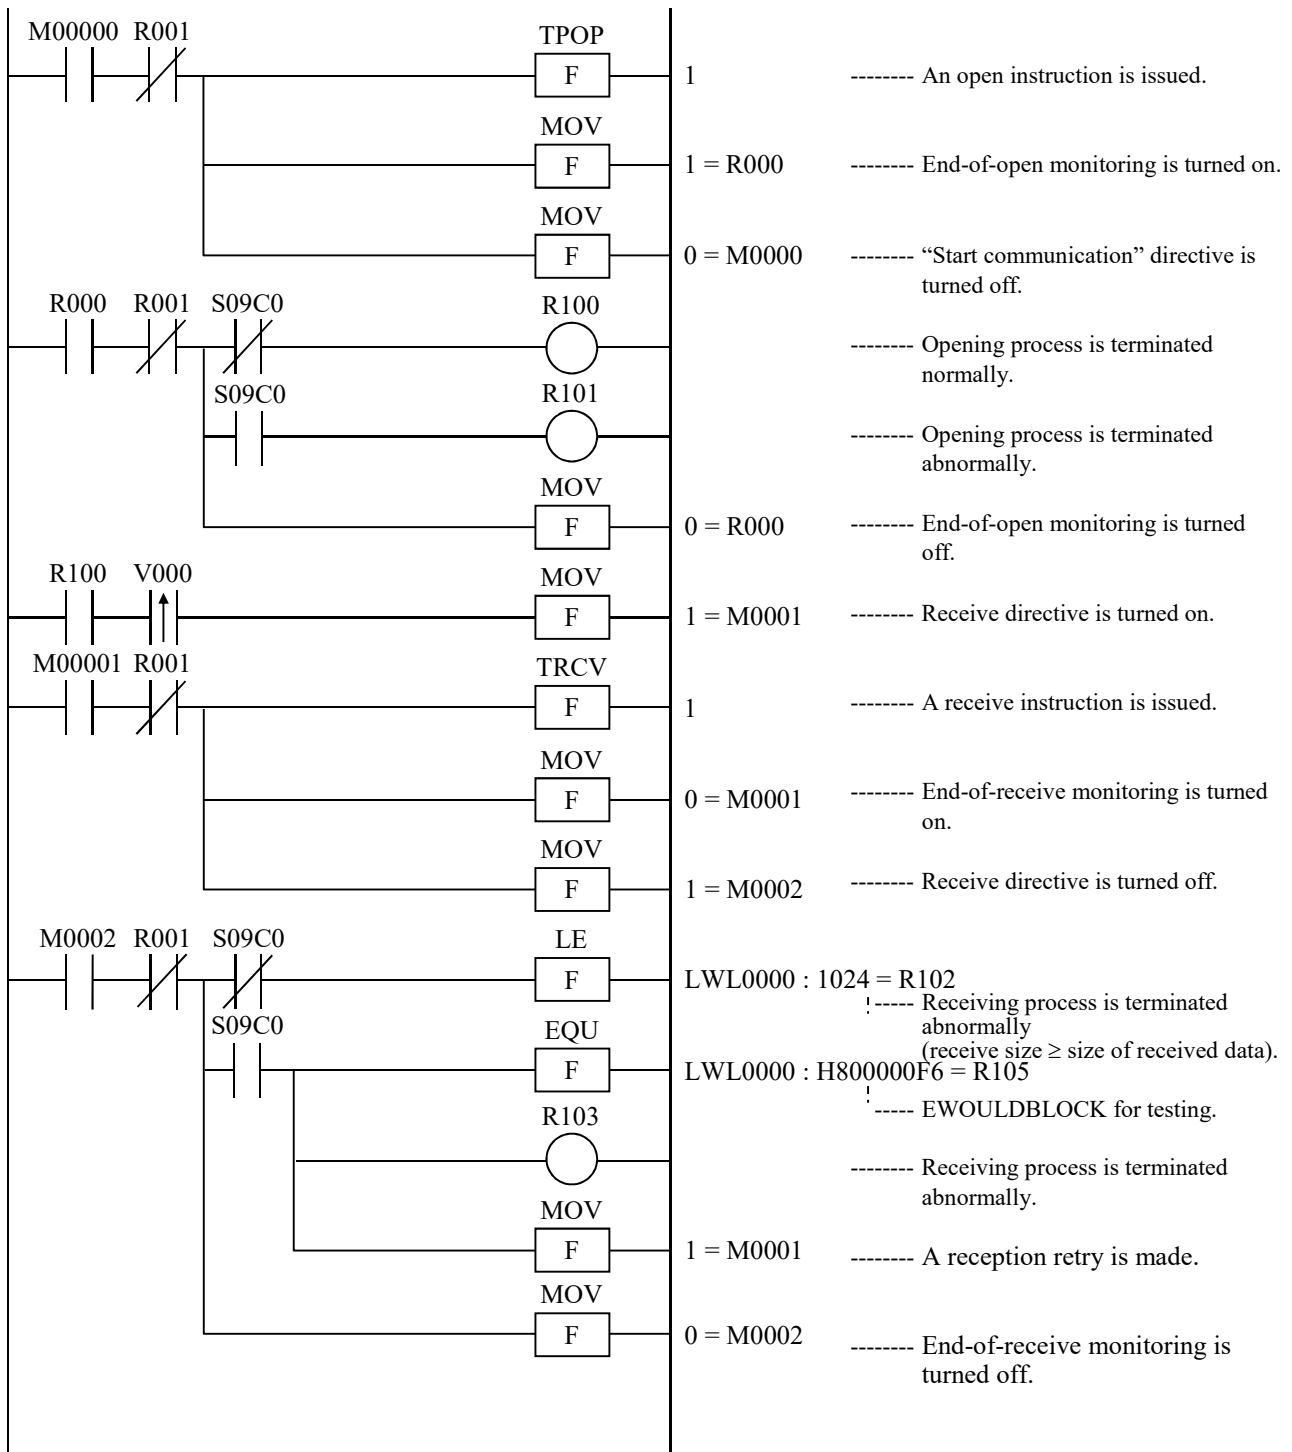 M00000 R001 TPOP
F 1 -------- An open instruction is issued.
MOV
F 1 = R000 -------- End-of-open monitoring is turned on.
MOV
F 0 = M0000 -------- “Start communication” directive is
turned off.
R000 R001 S09C0 R100
-------- Opening process is terminated
normally.
S09C0 R101
-------- Opening process is terminated
abnormally.
MOV
F 0 = R000 -------- End-of-open monitoring is turned
off.
R100 V000 MOV
F 1 = M0001 -------- Receive directive is turned on.
M00001 R001 TRCV
F 1 -------- A receive instruction is issued.
MOV
F 0 = M0001 -------- End-of-receive monitoring is turned
on.
MOV
F 1 = M0002 -------- Receive directive is turned off.
M0002 R001 S09C0 LE
F LWL0000 : 1024 = R102
----- Receiving process is terminated
abnormally
(receive size ≥ size of received data).
S09C0 EQU
F LWL0000 : H800000F6 = R105
----- EWOULDBLOCK for testing.
R103
-------- Receiving process is terminated
abnormally.
MOV
F 1 = M0001 -------- A reception retry is made.
MOV
F 0 = M0002 -------- End-of-receive monitoring is
turned off.